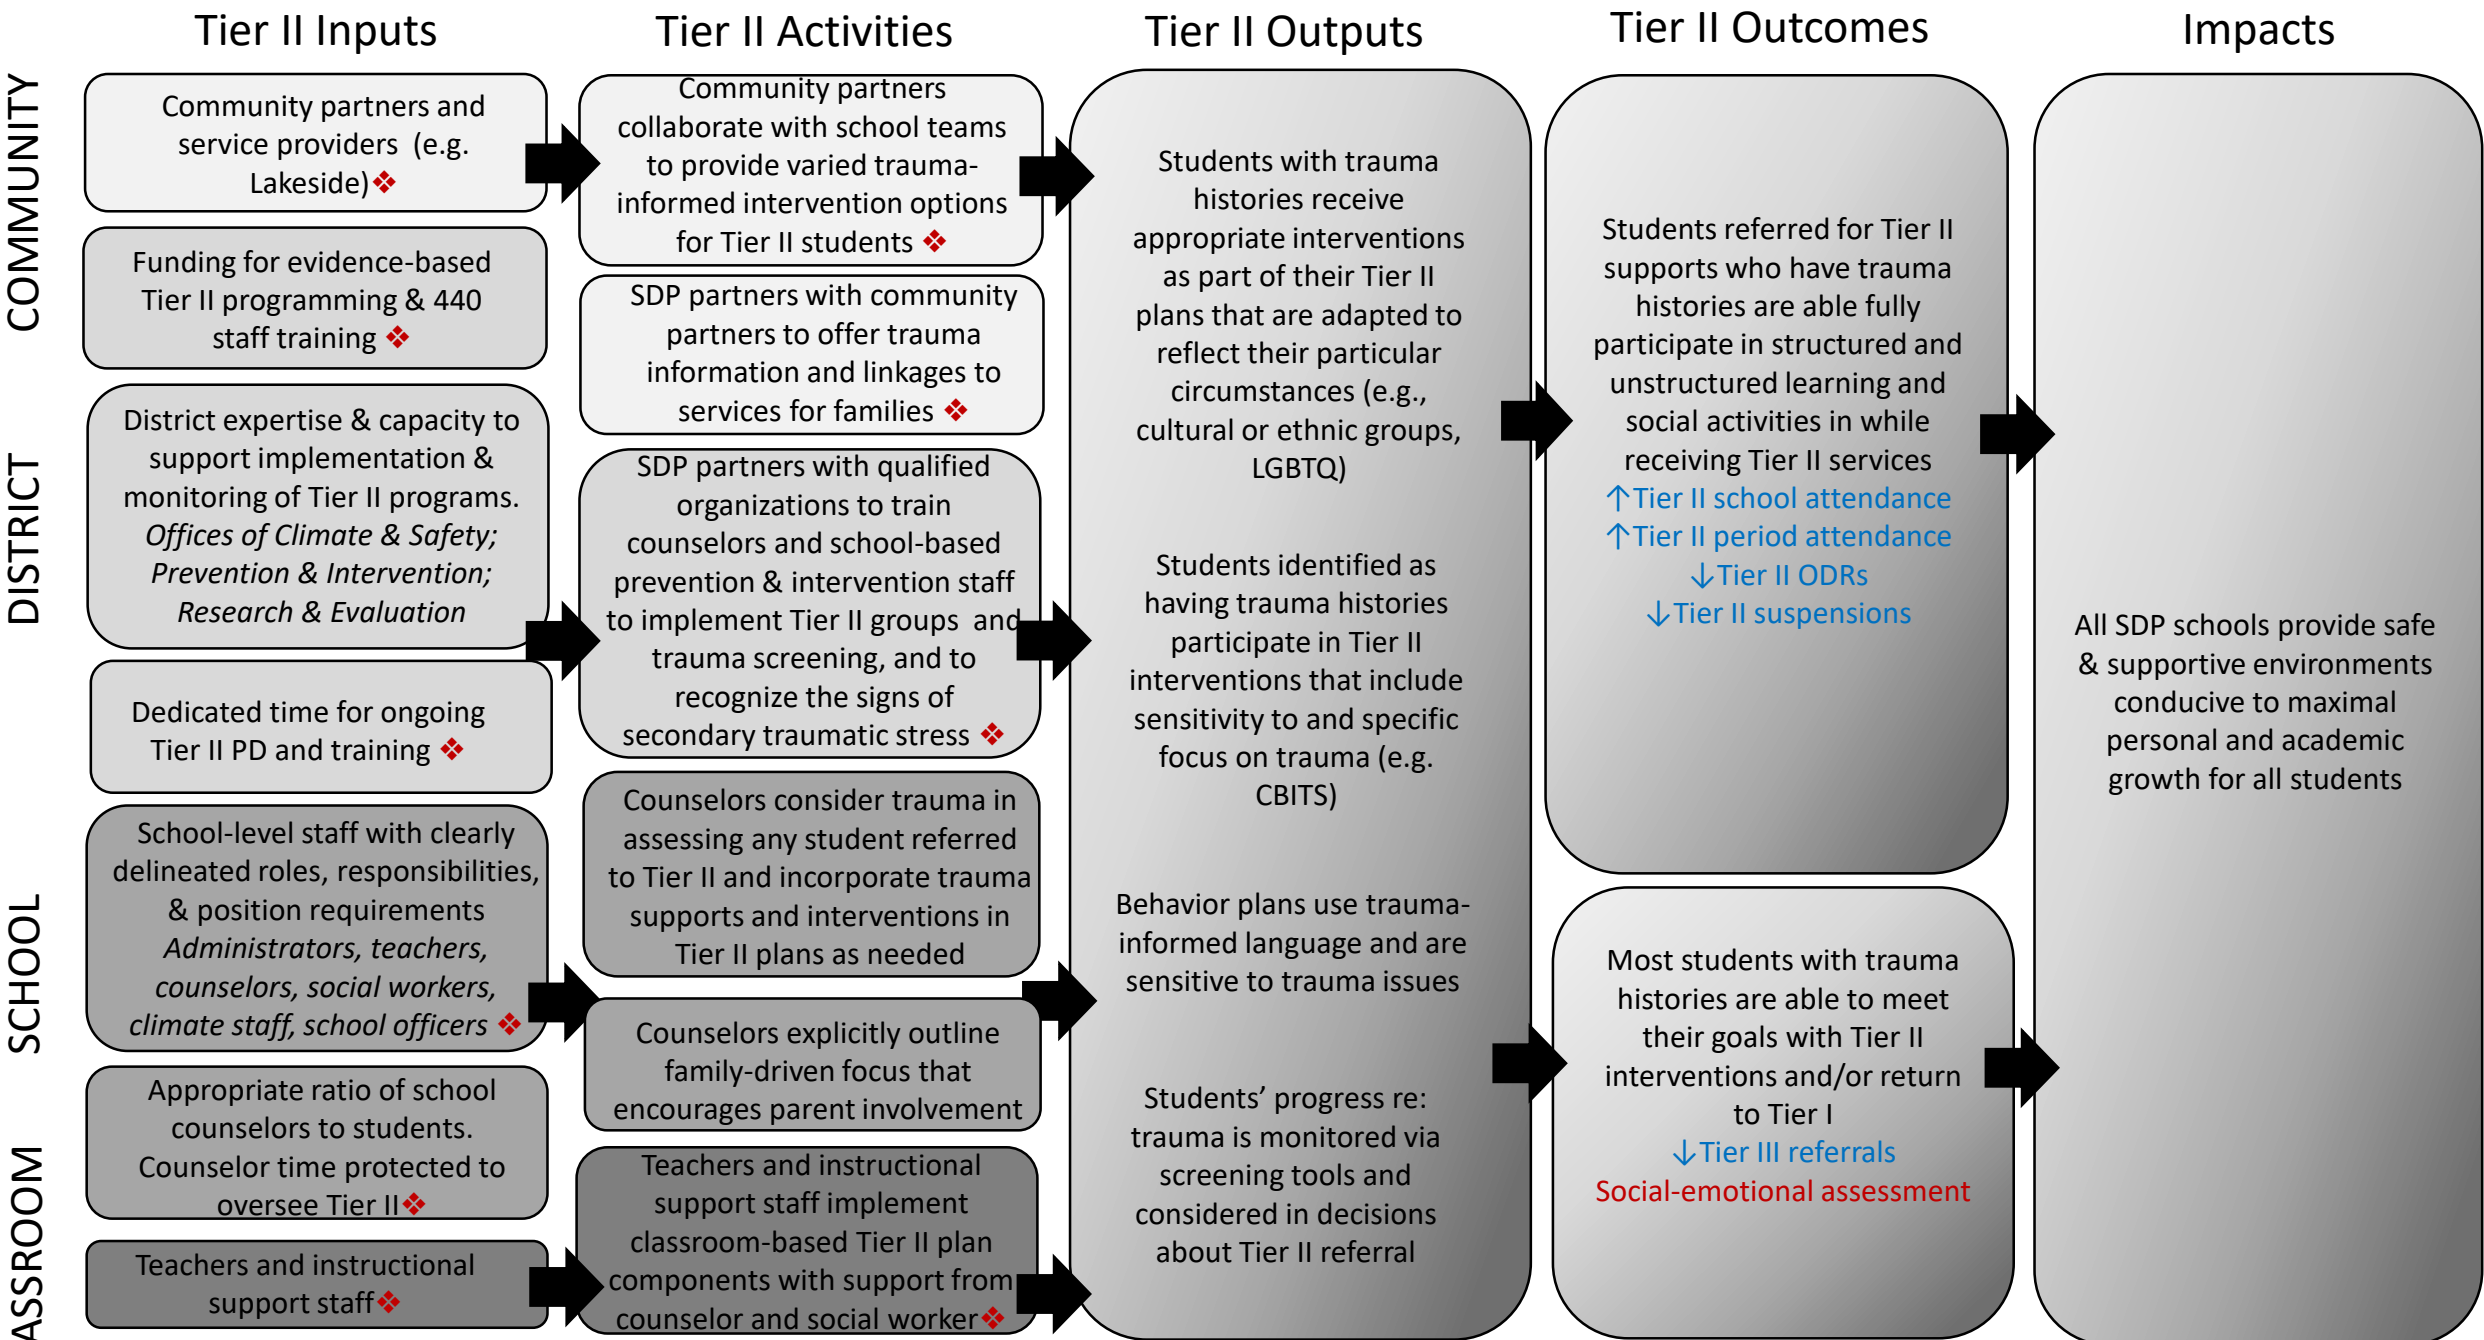 Tier II Inputs
Tier II Activities
Tier II Outputs
Tier II Outcomes
Impacts
COMMUNITY
DISTRICT
SCHOOL
ASSROOM
Community partners and
service providers (e.g.
Lakeside)❖
Funding for evidence-based
Tier II programming & 440
staff training ❖
District expertise & capacity to
support implementation &
monitoring of Tier II programs.
Offices of Climate & Safety;
Prevention & Intervention;
Research & Evaluation
Dedicated time for ongoing
Tier II PD and training ❖
School-level staff with clearly
delineated roles, responsibilities,
& position requirements
Administrators, teachers,
counselors, social workers,
climate staff, school officers ❖
Appropriate ratio of school
counselors to students.
Counselor time protected to
oversee Tier II❖
Teachers and instructional
support staff❖
Community partners
collaborate with school teams
to provide varied trauma-
informed intervention options
for Tier II students ❖
SDP partners with community
partners to offer trauma
information and linkages to
services for families ❖
SDP partners with qualified
organizations to train
counselors and school-based
prevention & intervention staff
to implement Tier II groups and
trauma screening, and to
recognize the signs of
secondary traumatic stress ❖
Counselors consider trauma in
assessing any student referred
to Tier II and incorporate trauma
supports and interventions in
Tier II plans as needed
Counselors explicitly outline
family-driven focus that
encourages parent involvement
Teachers and instructional
support staff implement
classroom-based Tier II plan
components with support from
counselor and social worker❖
Students with trauma
histories receive
appropriate interventions
as part of their Tier II
plans that are adapted to
reflect their particular
circumstances (e.g.,
cultural or ethnic groups,
LGBTQ)
Students identified as
having trauma histories
participate in Tier II
interventions that include
sensitivity to and specific
focus on trauma (e.g.
CBITS)
Behavior plans use trauma-
informed language and are
sensitive to trauma issues
Students’ progress re:
trauma is monitored via
screening tools and
considered in decisions
about Tier II referral
Students referred for Tier II
supports who have trauma
histories are able fully
participate in structured and
unstructured learning and
social activities in while
receiving Tier II services
↑Tier II school attendance
↑Tier II period attendance
↓Tier II ODRs
↓Tier II suspensions
Most students with trauma
histories are able to meet
their goals with Tier II
interventions and/or return
to Tier I
↓Tier III referrals
Social-emotional assessment
All SDP schools provide safe
& supportive environments
conducive to maximal
personal and academic
growth for all students